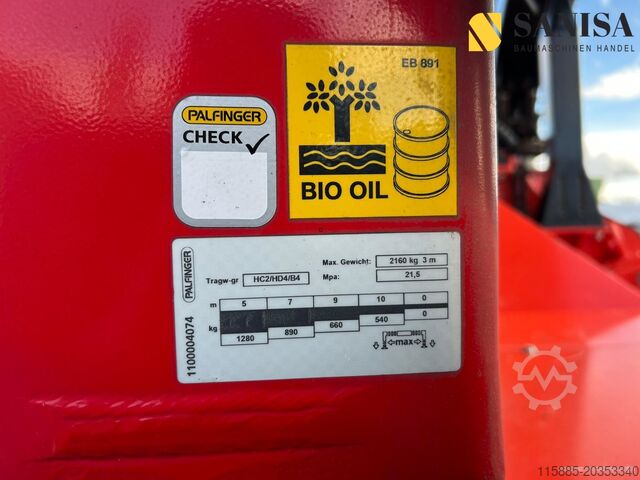 SANISA
BAUMASCHINEN HANDEL
EB 891
PALFINGER
CHECK
BIO OIL
PALFINGER
1100004074
Max. Gewicht: 2160 kg 3 m
Tragw-gr HC2/HD4/B4 Mpa: 21,5
m 5 7 9 10 0
kg 1280 890 660 540 0
max
115885-20353340